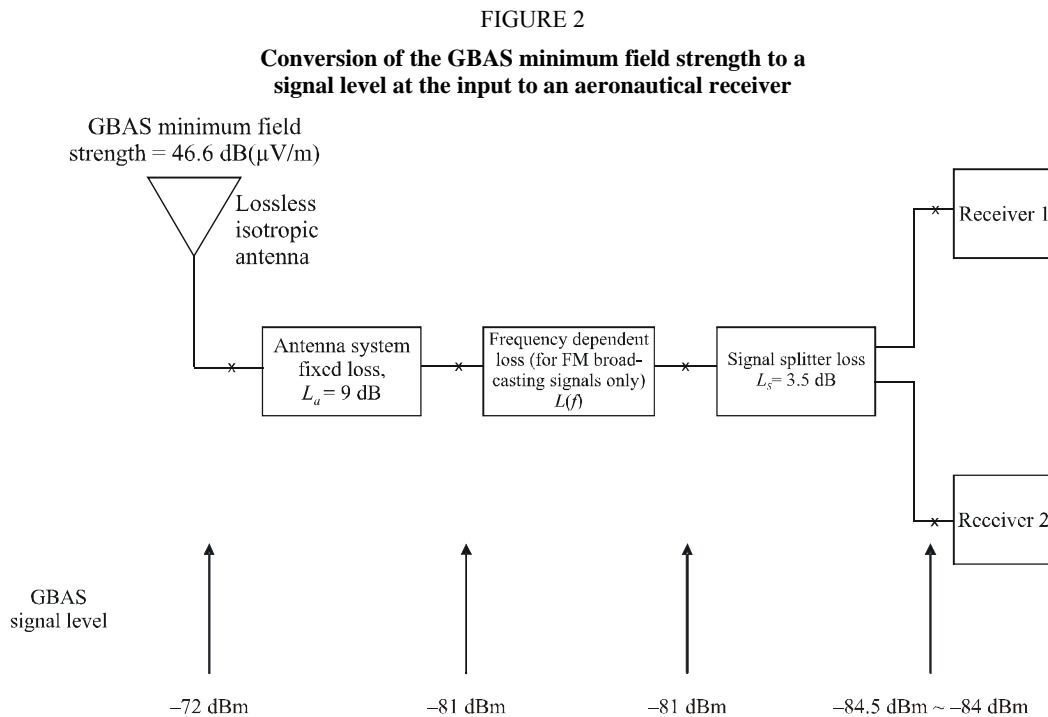 FIGURE 2
Conversion of the GBAS minimum field strength to a
signal level at the input to an aeronautical receiver
GBAS minimum field
strength = 46.6 dB(µV/m)
Lossless
isotropic
antenna
Receiver 1
Antenna system
fixed loss,
Lₐ = 9 dB
Frequency dependent
loss (for FM broad-
casting signals only)
L(f)
Signal splitter loss
Lₛ= 3.5 dB
Receiver 2
GBAS
signal level
–72 dBm
–81 dBm
–81 dBm
–84.5 dBm ~ –84 dBm